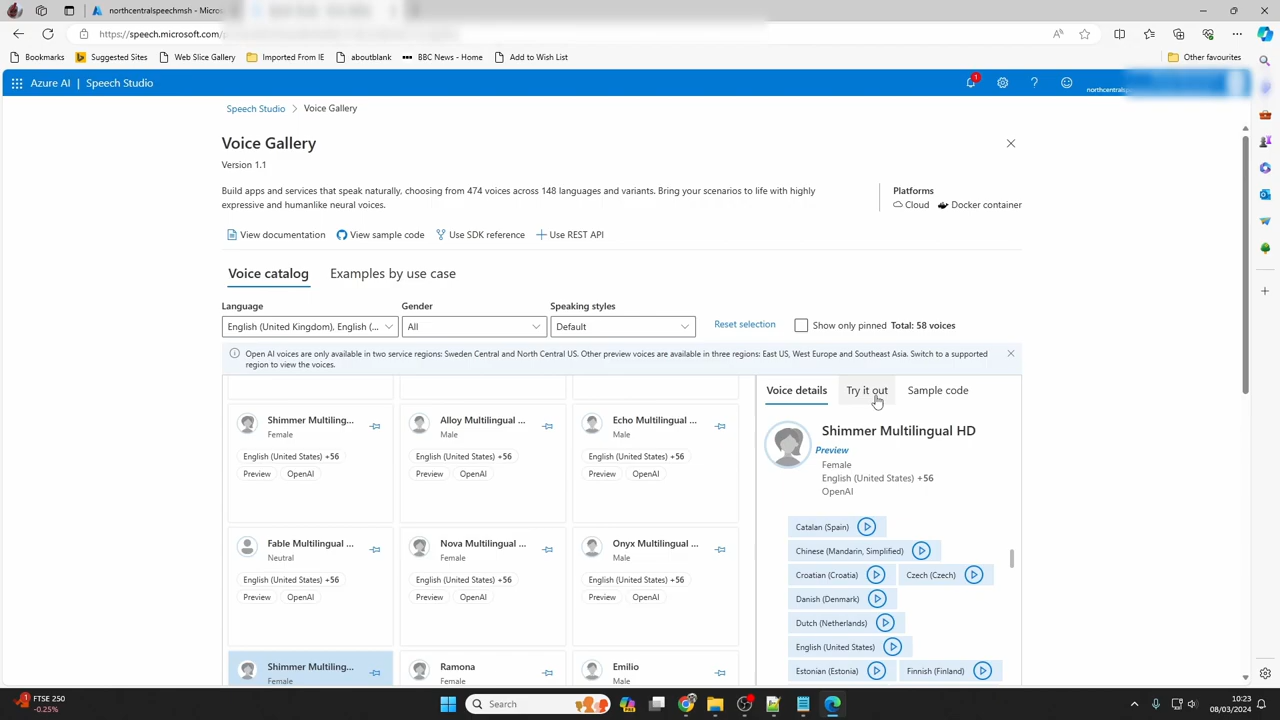 northcentralspeechmsh - Micros
https://speech.microsoft.com/
Bookmarks
Suggested Sites
Web Slice Gallery
Imported From IE
aboutblank
BBC News - Home
Add to Wish List
Other favourites
Azure AI | Speech Studio
1
northcentralsp
Speech Studio > Voice Gallery
Voice Gallery
Version 1.1
Build apps and services that speak naturally, choosing from 474 voices across 148 languages and variants. Bring your scenarios to life with highly
expressive and humanlike neural voices.
Platforms
Cloud Docker container
View documentation View sample code Use SDK reference Use REST API
Voice catalog Examples by use case
Language Gender Speaking styles
English (United Kingdom), English (... All Default Reset selection Show only pinned Total: 58 voices
Open AI voices are only available in two service regions: Sweden Central and North Central US. Other preview voices are available in three regions: East US, West Europe and Southeast Asia. Switch to a supported
region to view the voices.
Shimmer Multiling...
Female
English (United States) +56
Preview OpenAI
Alloy Multilingual ...
Male
English (United States) +56
Preview OpenAI
Echo Multilingual ...
Male
English (United States) +56
Preview OpenAI
Fable Multilingual ...
Neutral
English (United States) +56
Preview OpenAI
Nova Multilingual ...
Female
English (United States) +56
Preview OpenAI
Onyx Multilingual ...
Male
English (United States) +56
Preview OpenAI
Shimmer Multiling...
Female
Ramona
Female
Emilio
Male
Voice details Try it out Sample code
Shimmer Multilingual HD
Preview
Female
English (United States) +56
OpenAI
Catalan (Spain)
Chinese (Mandarin, Simplified)
Croatian (Croatia) Czech (Czech)
Danish (Denmark)
Dutch (Netherlands)
English (United States)
Estonian (Estonia) Finnish (Finland)
1
FTSE 250
-0.25%
Search
10:23
08/03/2024